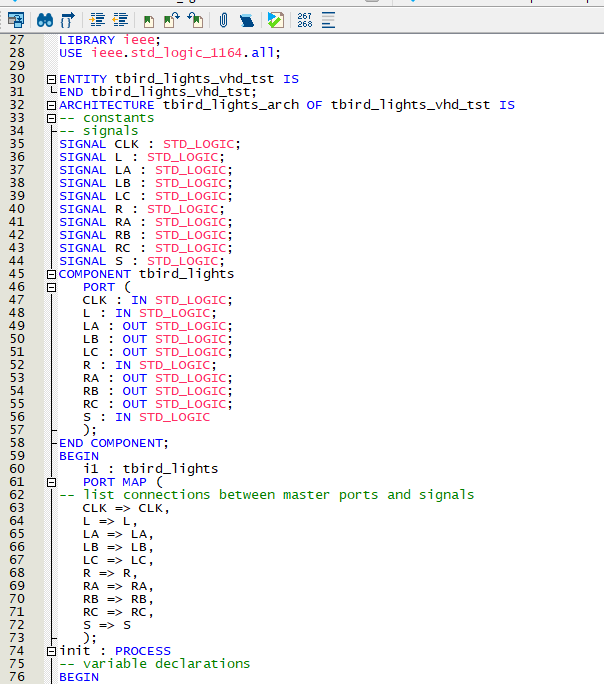 267
268
27 LIBRARY ieee;
28 USE ieee.std_logic_1164.all;
29
30 ENTITY tbird_lights_vhd_tst IS
31 END tbird_lights_vhd_tst;
32 ARCHITECTURE tbird_lights_arch OF tbird_lights_vhd_tst IS
33 -- constants
34 -- signals
35 SIGNAL CLK : STD_LOGIC;
36 SIGNAL L : STD_LOGIC;
37 SIGNAL LA : STD_LOGIC;
38 SIGNAL LB : STD_LOGIC;
39 SIGNAL LC : STD_LOGIC;
40 SIGNAL R : STD_LOGIC;
41 SIGNAL RA : STD_LOGIC;
42 SIGNAL RB : STD_LOGIC;
43 SIGNAL RC : STD_LOGIC;
44 SIGNAL S : STD_LOGIC;
45 COMPONENT tbird_lights
46 PORT (
47 CLK : IN STD_LOGIC;
48 L : IN STD_LOGIC;
49 LA : OUT STD_LOGIC;
50 LB : OUT STD_LOGIC;
51 LC : OUT STD_LOGIC;
52 R : IN STD_LOGIC;
53 RA : OUT STD_LOGIC;
54 RB : OUT STD_LOGIC;
55 RC : OUT STD_LOGIC;
56 S : IN STD_LOGIC
57 );
58 END COMPONENT;
59 BEGIN
60 i1 : tbird_lights
61 PORT MAP (
62 -- list connections between master ports and signals
63 CLK => CLK,
64 L => L,
65 LA => LA,
66 LB => LB,
67 LC => LC,
68 R => R,
69 RA => RA,
70 RB => RB,
71 RC => RC,
72 S => S
73 );
74 init : PROCESS
75 -- variable declarations
76 BEGIN